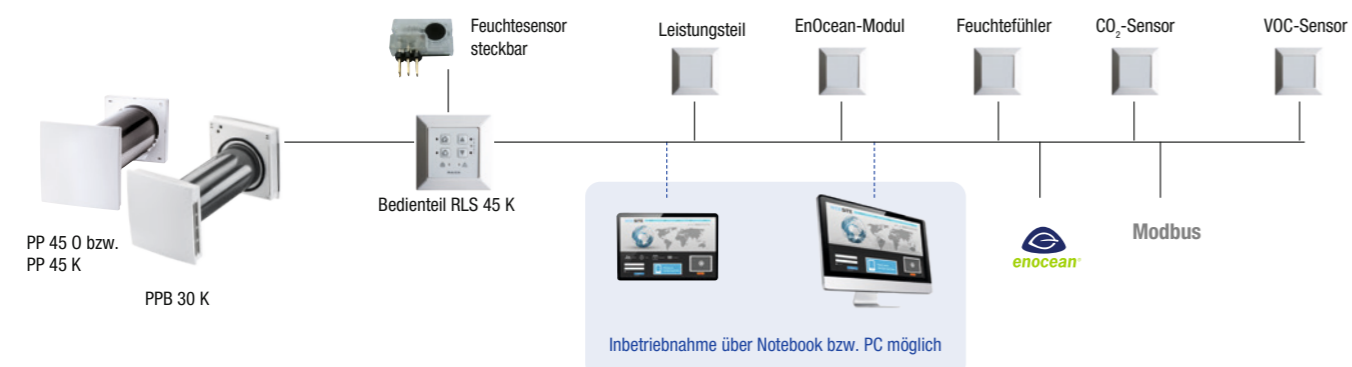 Feuchtesensor
steckbar
Leistungsteil
EnOcean-Modul
Feuchtefühler
CO₂-Sensor
VOC-Sensor
Bedienteil RLS 45 K
PP 45 O bzw.
PP 45 K
PPB 30 K
enocean®
Modbus
Inbetriebnahme über Notebook bzw. PC möglich